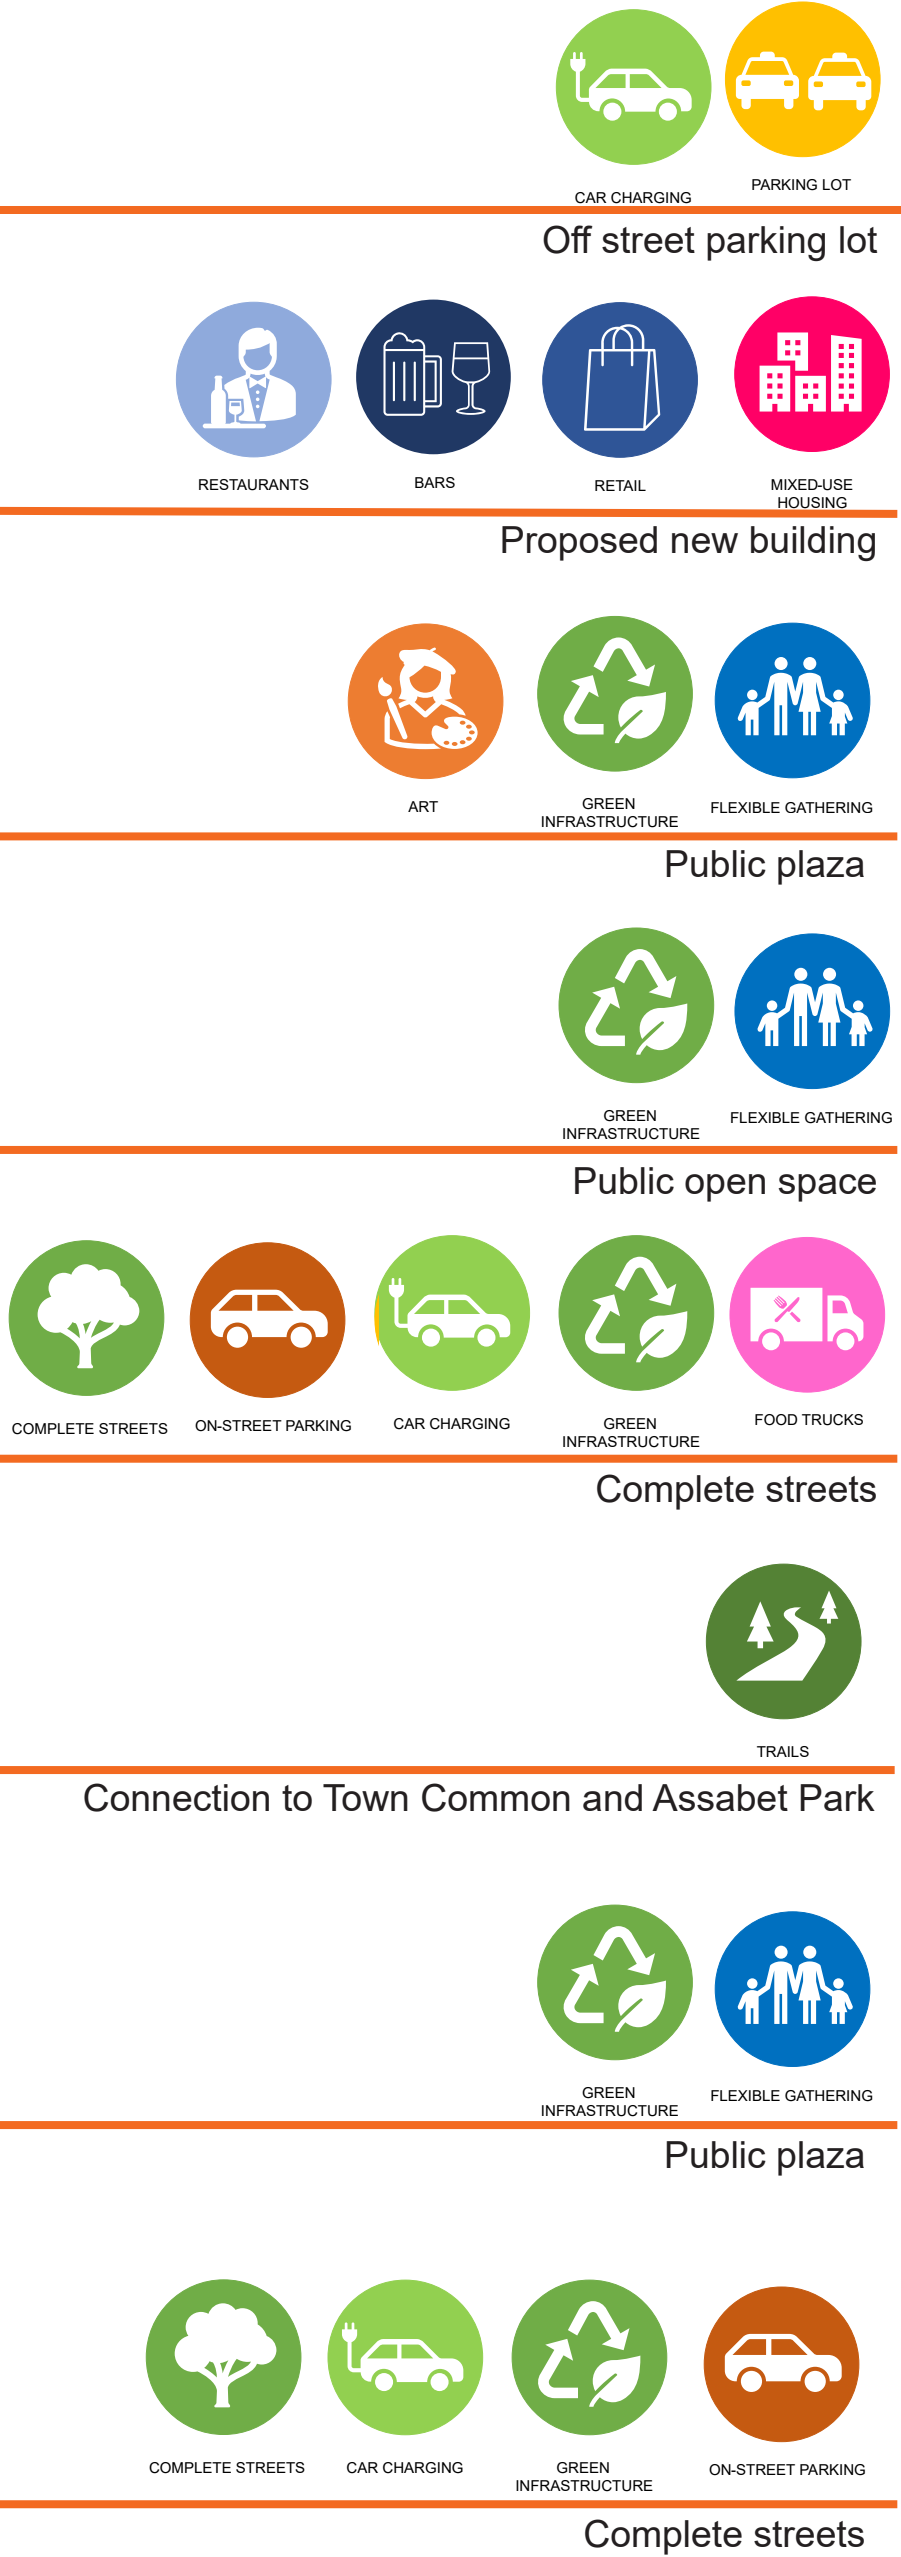 CAR CHARGING
PARKING LOT
Off street parking lot
RESTAURANTS
BARS
RETAIL
MIXED-USE
HOUSING
Proposed new building
ART
GREEN
INFRASTRUCTURE
FLEXIBLE GATHERING
Public plaza
GREEN
INFRASTRUCTURE
FLEXIBLE GATHERING
Public open space
COMPLETE STREETS
ON-STREET PARKING
CAR CHARGING
GREEN
INFRASTRUCTURE
FOOD TRUCKS
Complete streets
TRAILS
Connection to Town Common and Assabet Park
GREEN
INFRASTRUCTURE
FLEXIBLE GATHERING
Public plaza
COMPLETE STREETS
CAR CHARGING
GREEN
INFRASTRUCTURE
ON-STREET PARKING
Complete streets